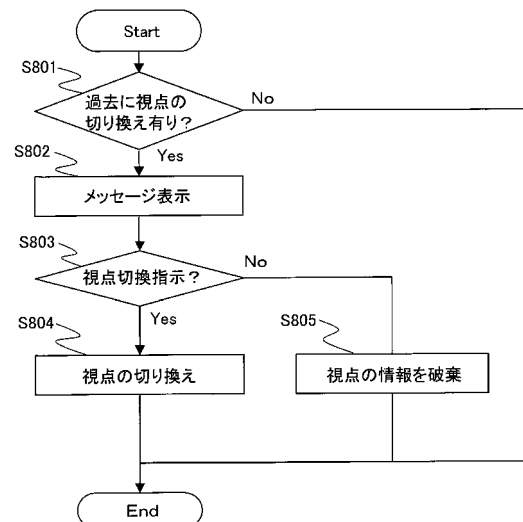 Start
S801
過去に視点の
切り換え有り？
No
Yes
S802
メッセージ表示
S803
視点切換指示？
No
Yes
S804
視点の切り換え
S805
視点の情報を破棄
End